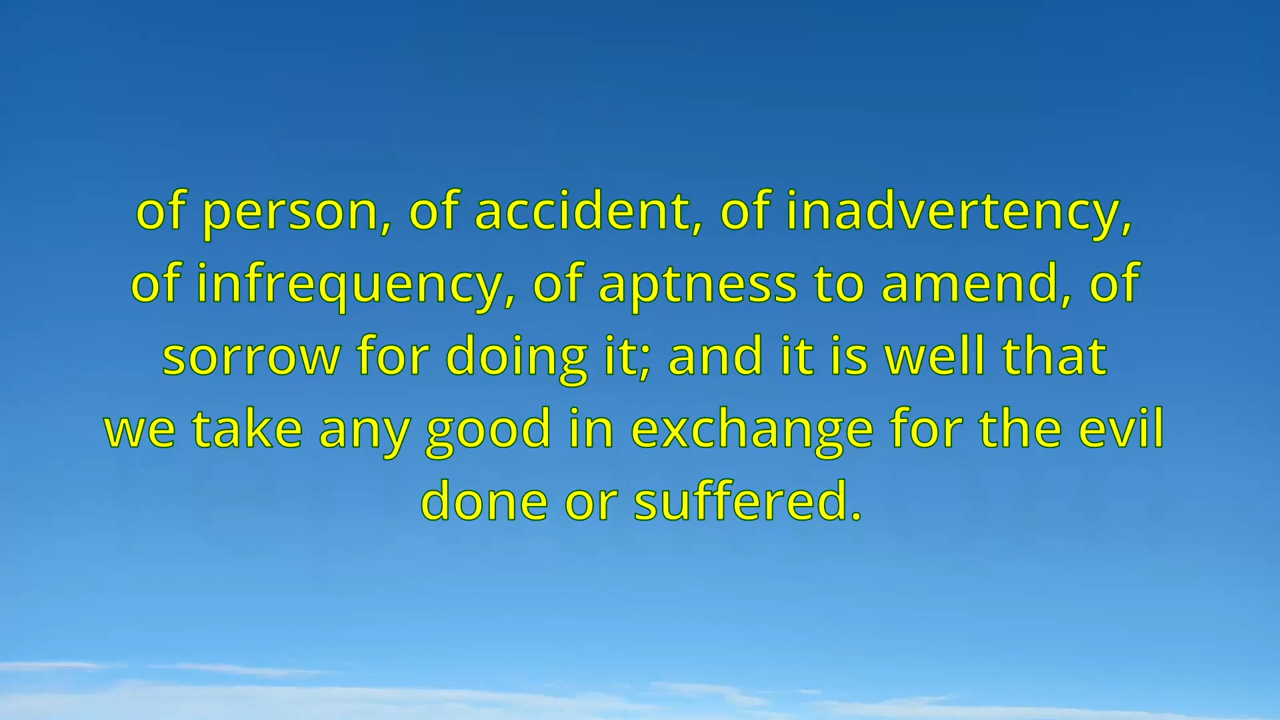 of person, of accident, of inadvertency,
of infrequency, of aptness to amend, of
sorrow for doing it; and it is well that
we take any good in exchange for the evil
done or suffered.